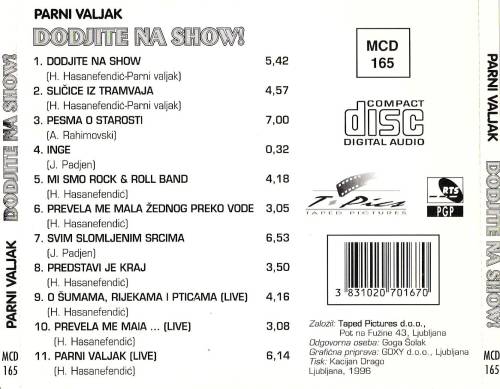 PARNI VALJAK
DODJITE NA SHOW!
1. DODJITE NA SHOW 5,42
(H. Hasanefendić-Parni valjak)
2. SLIČICE IZ TRAMVAJA 4,57
(H. Hasanefendić-Parni valjak)
3. PESMA O STAROSTI 7,00
(A. Rahimovski)
4. INGE 0,32
(J. Padjen)
5. MI SMO ROCK & ROLL BAND 4,18
(H. Hasanefendić)
6. PREVELA ME MALA ŽEDNOG PREKO VODE 3,05
(H. Hasanefendić)
7. SVIM SLOMLJENIM SRCIMA 6,53
(J. Padjen)
8. PREDSTAVI JE KRAJ 3,50
(H. Hasanefendić)
9. O ŠUMAMA, RIJEKAMA I PTICAMA (LIVE) 4,16
(H. Hasanefendić)
10. PREVELA ME MAIA ... (LIVE) 3,08
(H. Hasanefendić)
11. PARNI VALJAK (LIVE) 6,14
(H. Hasanefendić)
MCD
165
COMPACT
disc
DIGITAL AUDIO
T Pics
TAPED PICTURES
RTS
PGP
3 831020 701670
Založil: Taped Pictures d.o.o.,
Pot na Fužine 43, Ljubljana
Odgovorna oseba: Goga Šolak
Grafična priprava: GOXY d.o.o., Ljubljana
Tisk: Kacijan Drago
Ljubljana, 1996
PARNI VALJAK DODJITE NA SHOW!
MCD
165
PARNI VALJAK DODJITE NA SHOW!
MCD
165